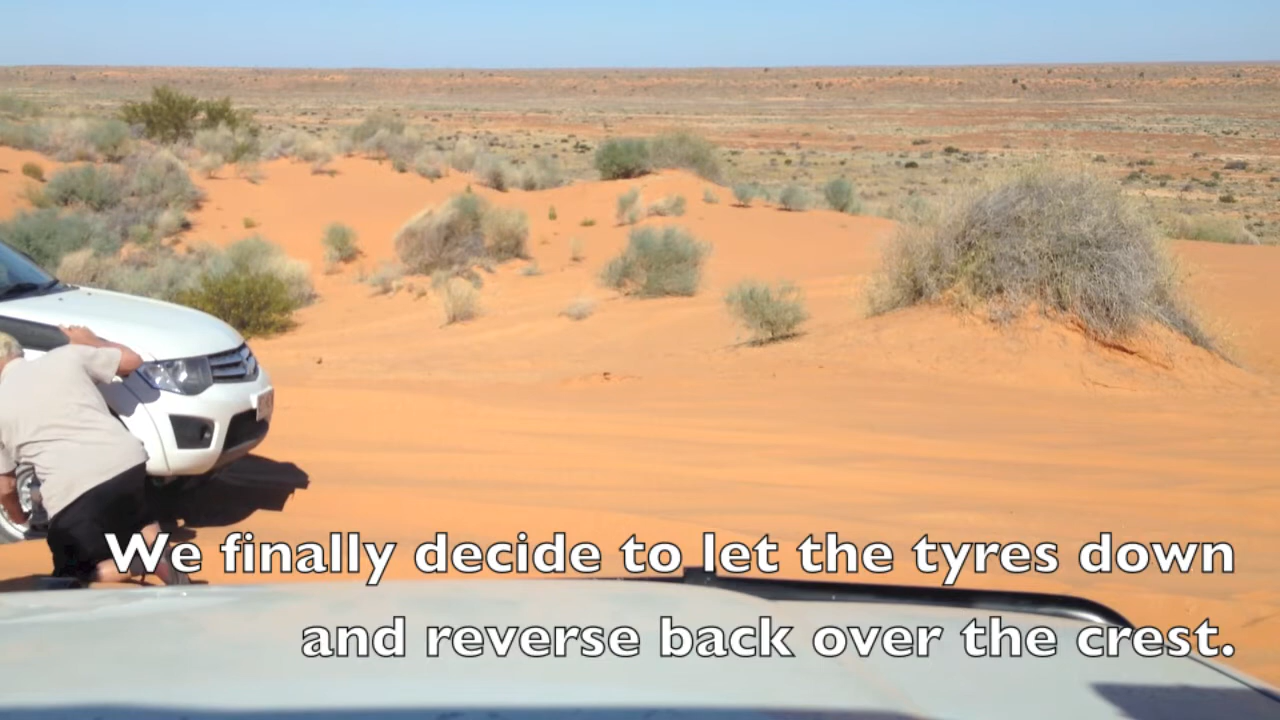 We finally decide to let the tyres down
and reverse back over the crest.